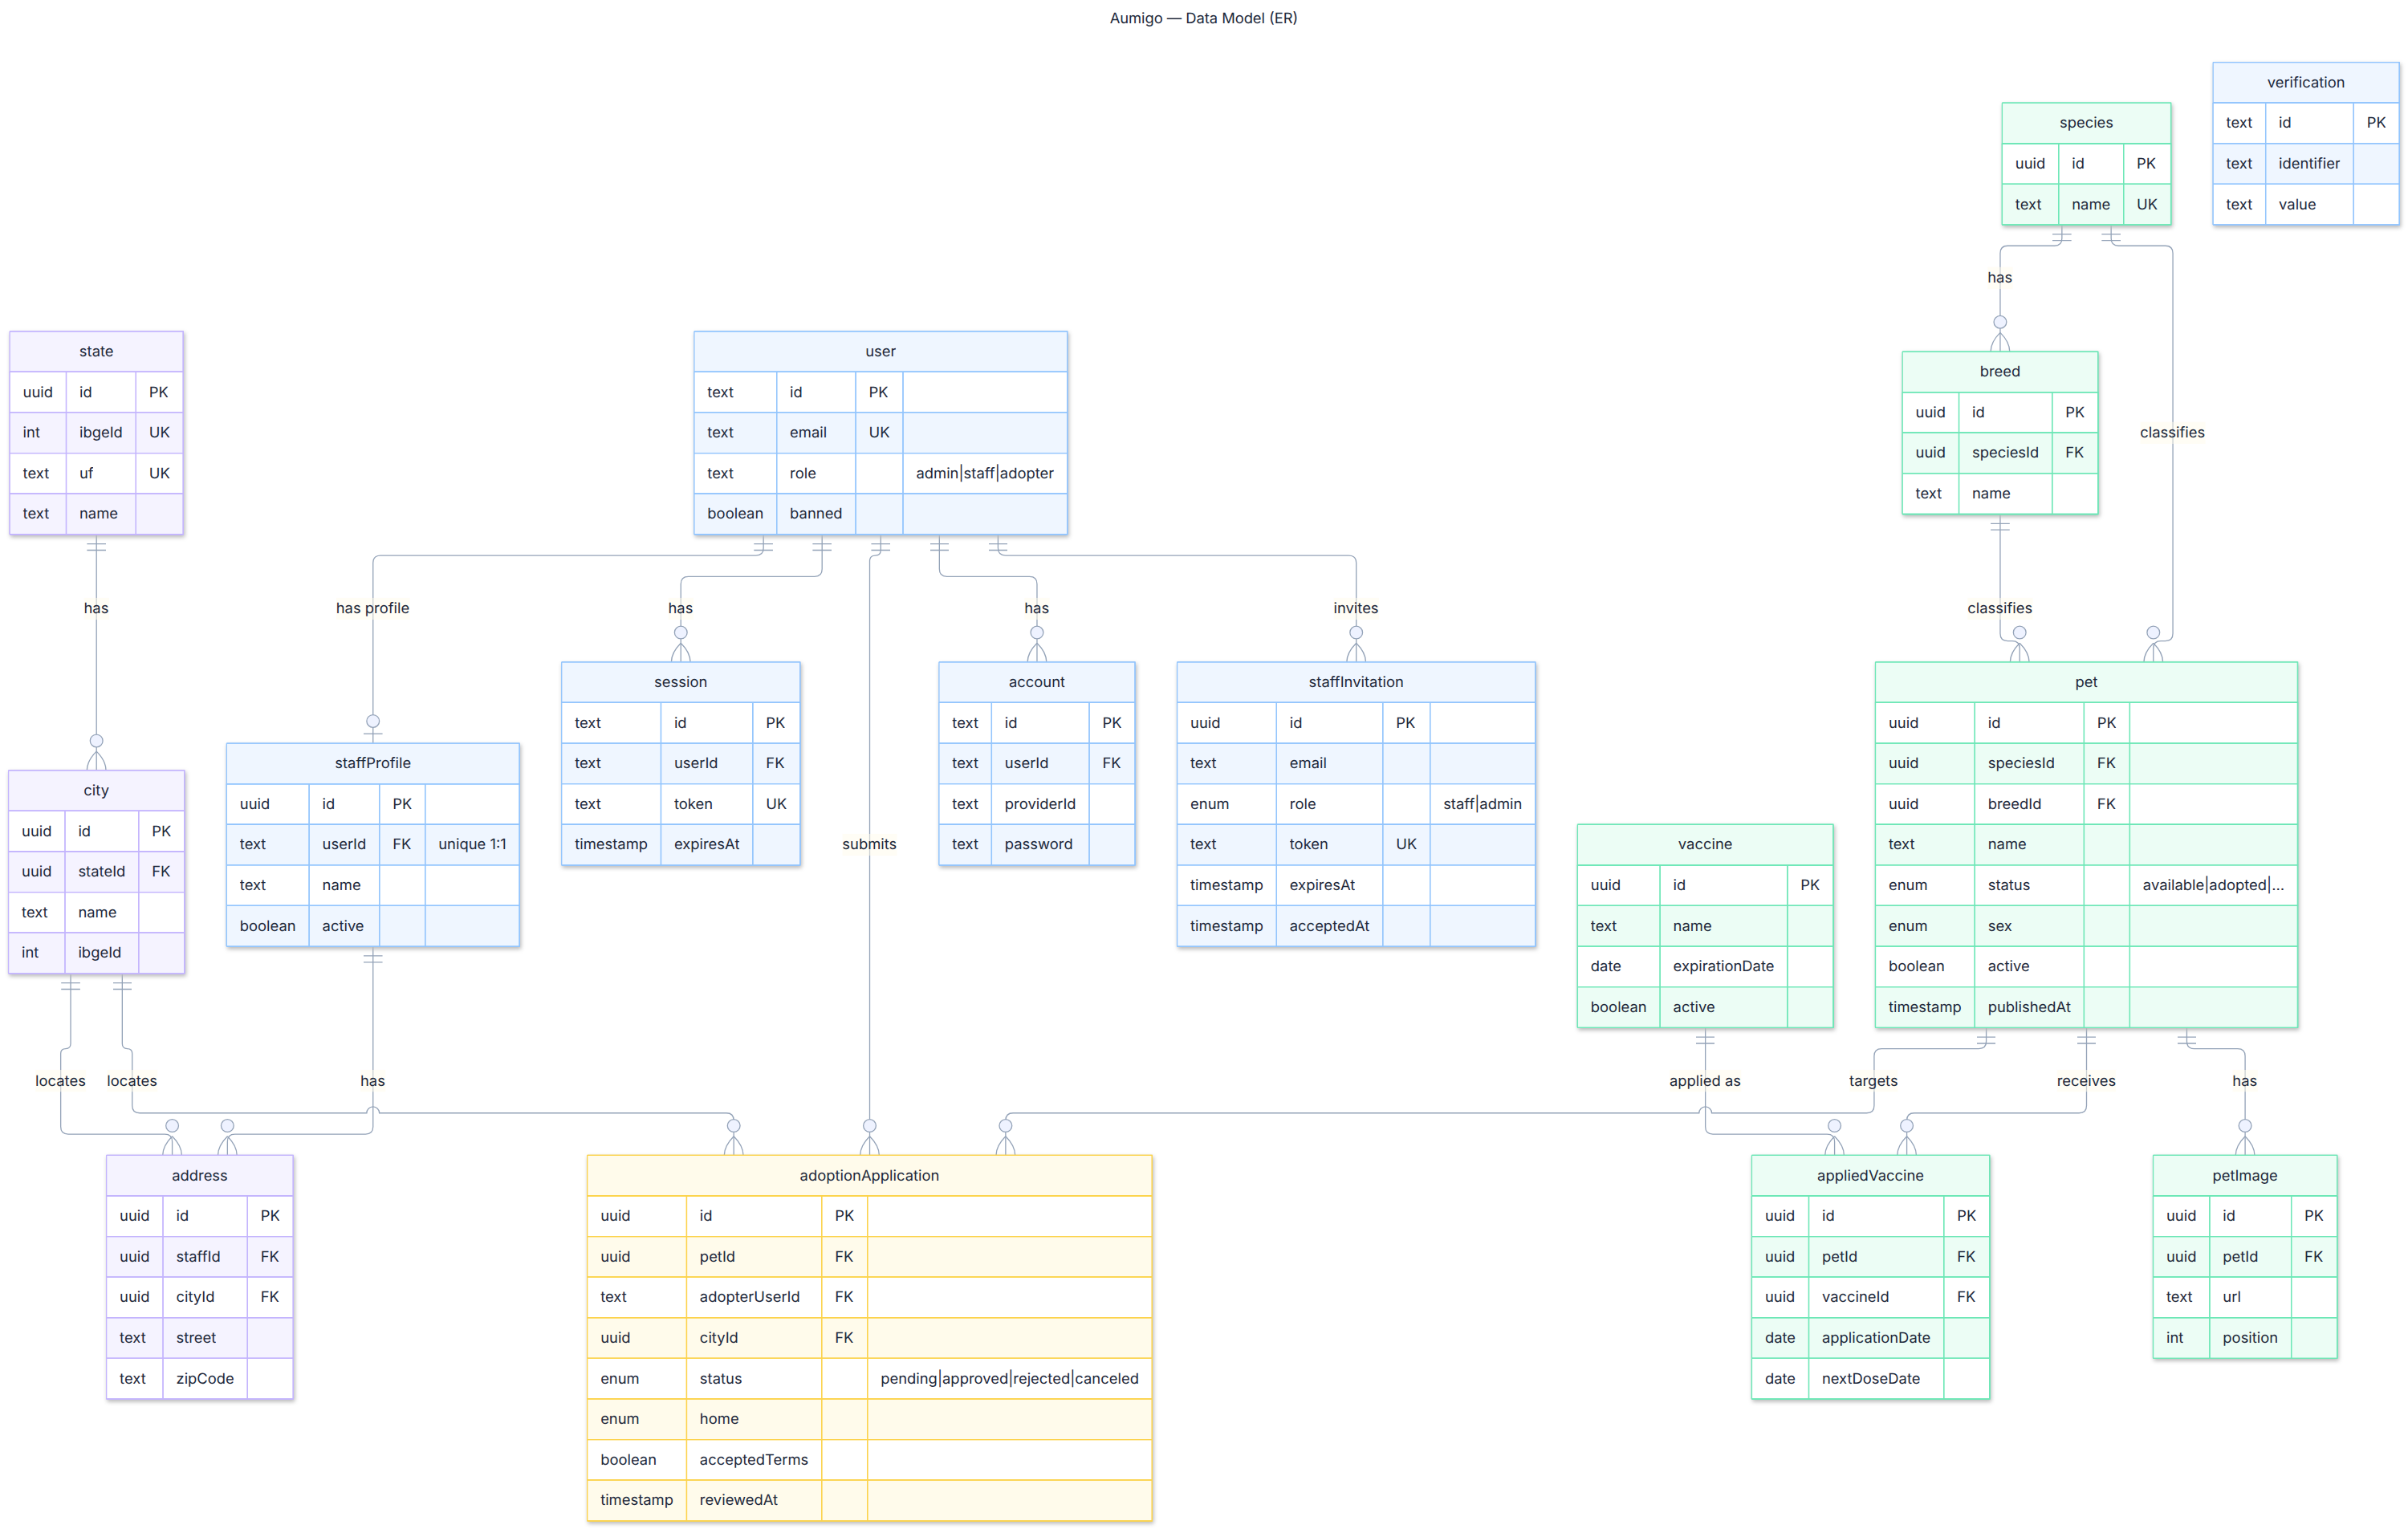 Aumigo — Data Model (ER)
verification
text id PK
text identifier
text value
species
uuid id PK
text name UK
has
classifies
state
uuid id PK
int ibgeId UK
text uf UK
text name
user
text id PK
text email UK
text role admin|staff|adopter
boolean banned
breed
uuid id PK
uuid speciesId FK
text name
has
has profile
has
has
invites
classifies
session
text id PK
text userId FK
text token UK
timestamp expiresAt
account
text id PK
text userId FK
text providerId
text password
staffInvitation
uuid id PK
text email
enum role staff|admin
text token UK
timestamp expiresAt
timestamp acceptedAt
pet
uuid id PK
uuid speciesId FK
uuid breedId FK
text name
enum status available|adopted|...
enum sex
boolean active
timestamp publishedAt
city
uuid id PK
uuid stateId FK
text name
int ibgeId
staffProfile
uuid id PK
text userId FK unique 1:1
text name
boolean active
submits
vaccine
uuid id PK
text name
date expirationDate
boolean active
locates
locates
has
applied as
targets
receives
has
address
uuid id PK
uuid staffId FK
uuid cityId FK
text street
text zipCode
adoptionApplication
uuid id PK
uuid petId FK
text adopterUserId FK
uuid cityId FK
enum status pending|approved|rejected|canceled
enum home
boolean acceptedTerms
timestamp reviewedAt
appliedVaccine
uuid id PK
uuid petId FK
uuid vaccineId FK
date applicationDate
date nextDoseDate
petImage
uuid id PK
uuid petId FK
text url
int position